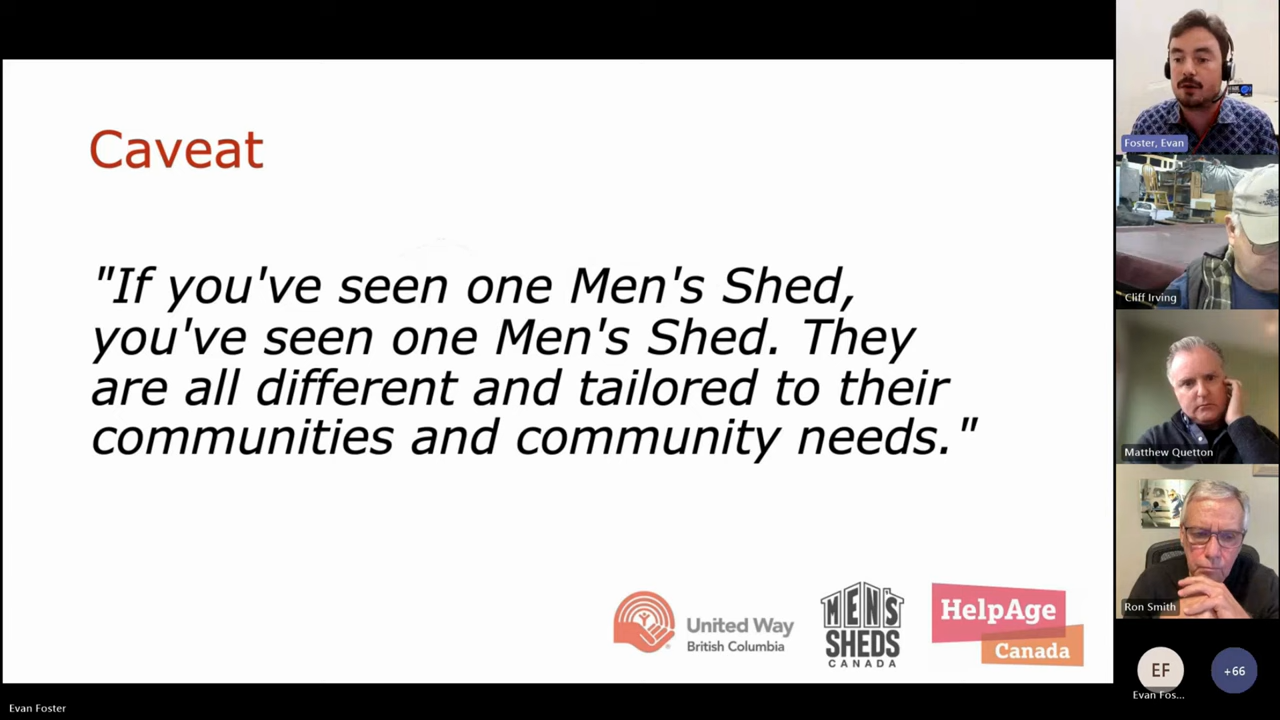 Caveat
"If you've seen one Men's Shed,
you've seen one Men's Shed. They
are all different and tailored to their
communities and community needs."
United Way
British Columbia
MEN'S
SHEDS
CANADA
HelpAge
Canada
Foster, Evan
Cliff Irving
Matthew Quetton
Ron Smith
EF
Evan Fos...
+66
Evan Foster